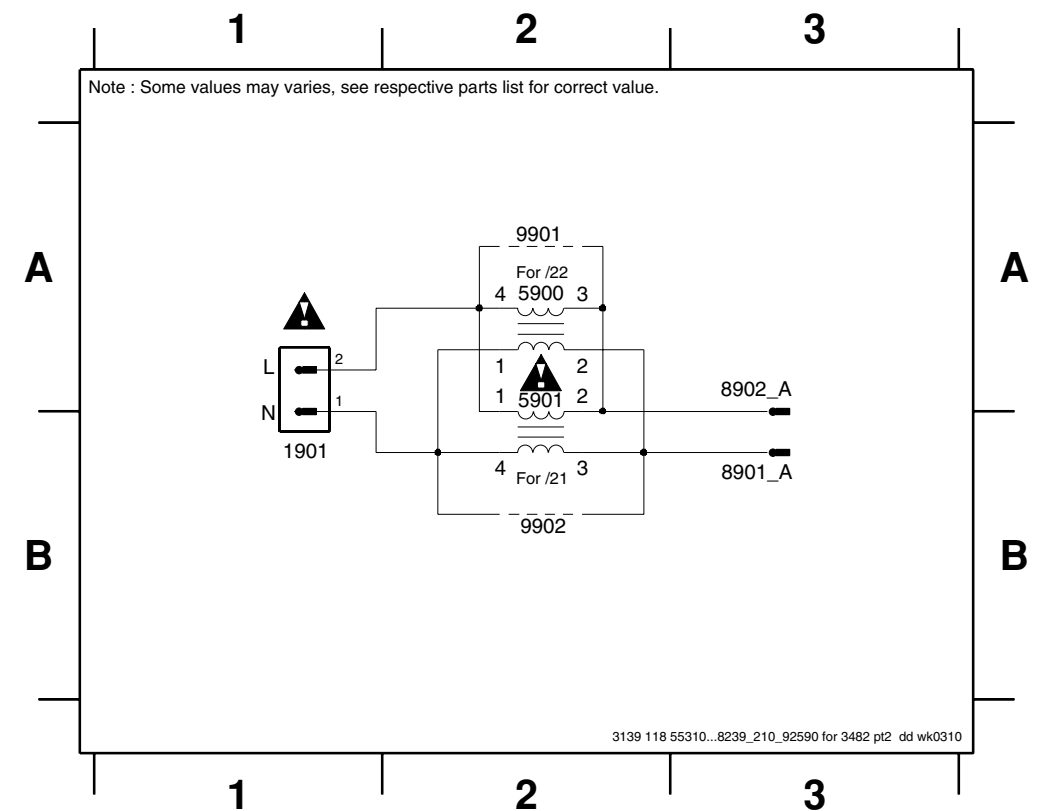 1 2 3
Note : Some values may varies, see respective parts list for correct value.
A A
9901
For /22
4 5900 3
L 2
1 2
1 5901 2
8902_A
N 1
1901
4 For /21 3
8901_A
9902
B B
3139 118 55310...8239_210_92590 for 3482 pt2 dd wk0310
1 2 3